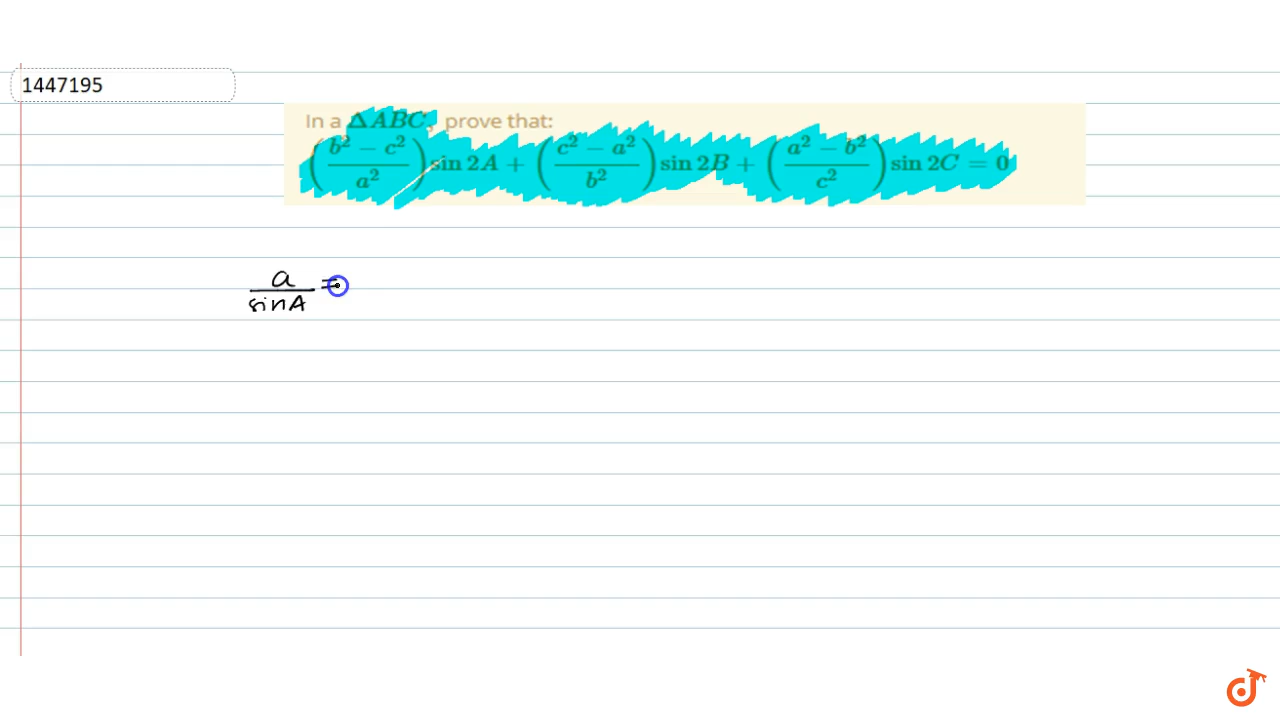 1447195
In a △ABC, prove that:
(b² − c² / a²) sin 2A + (c² − a² / b²) sin 2B + (a² − b² / c²) sin 2C = 0
a / sinA =